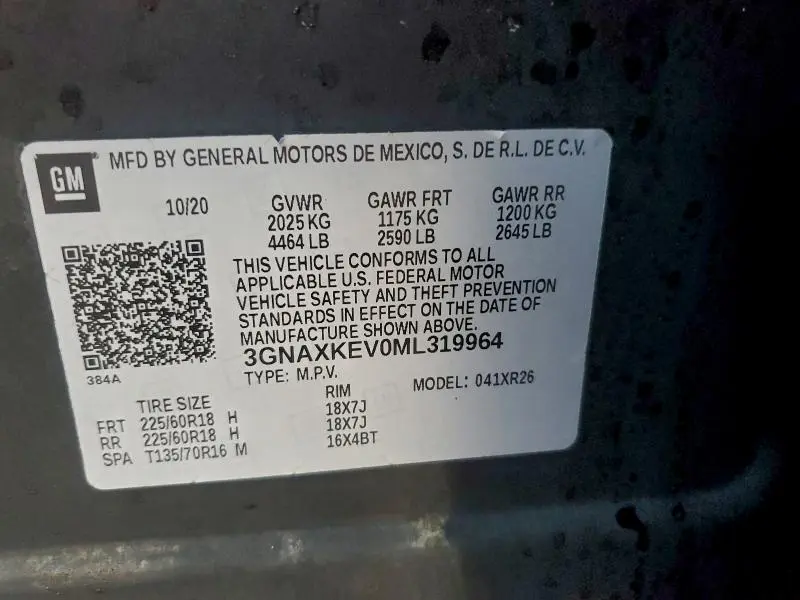 GM
MFD BY GENERAL MOTORS DE MEXICO, S. DE R.L. DE C.V.
10/20 GVWR GAWR FRT GAWR RR
2025 KG 1175 KG 1200 KG
4464 LB 2590 LB 2645 LB
THIS VEHICLE CONFORMS TO ALL
APPLICABLE U.S. FEDERAL MOTOR
VEHICLE SAFETY AND THEFT PREVENTION
STANDARDS IN EFFECT ON THE DATE OF
MANUFACTURE SHOWN ABOVE.
3GNAXKEV0ML319964
384A
TYPE: M.P.V. MODEL: 041XR26
TIRE SIZE RIM
FRT 225/60R18 H 18X7J
RR 225/60R18 H 18X7J
SPA T135/70R16 M 16X4BT